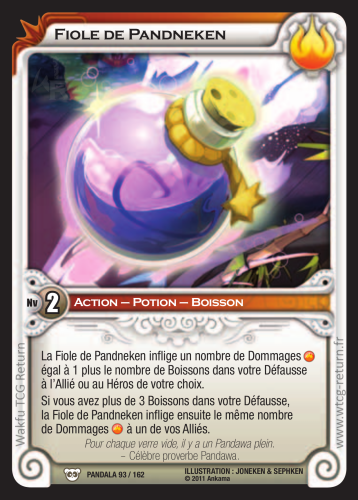 Fiole de Pandneken
Nv 2 Action – Potion – Boisson
La Fiole de Pandneken inflige un nombre de Dommages
égal à 1 plus le nombre de Boissons dans votre Défausse
à l'Allié ou au Héros de votre choix.
Si vous avez plus de 3 Boissons dans votre Défausse,
la Fiole de Pandneken inflige ensuite le même nombre
de Dommages à un de vos Alliés.
Pour chaque verre vide, il y a un Pandawa plein.
– Célèbre proverbe Pandawa.
PANDALA 93 / 162
ILLUSTRATION : JONEKEN & SEPHKEN
© 2011 Ankama
Wakfu TCG Return
www.wtcg-return.fr